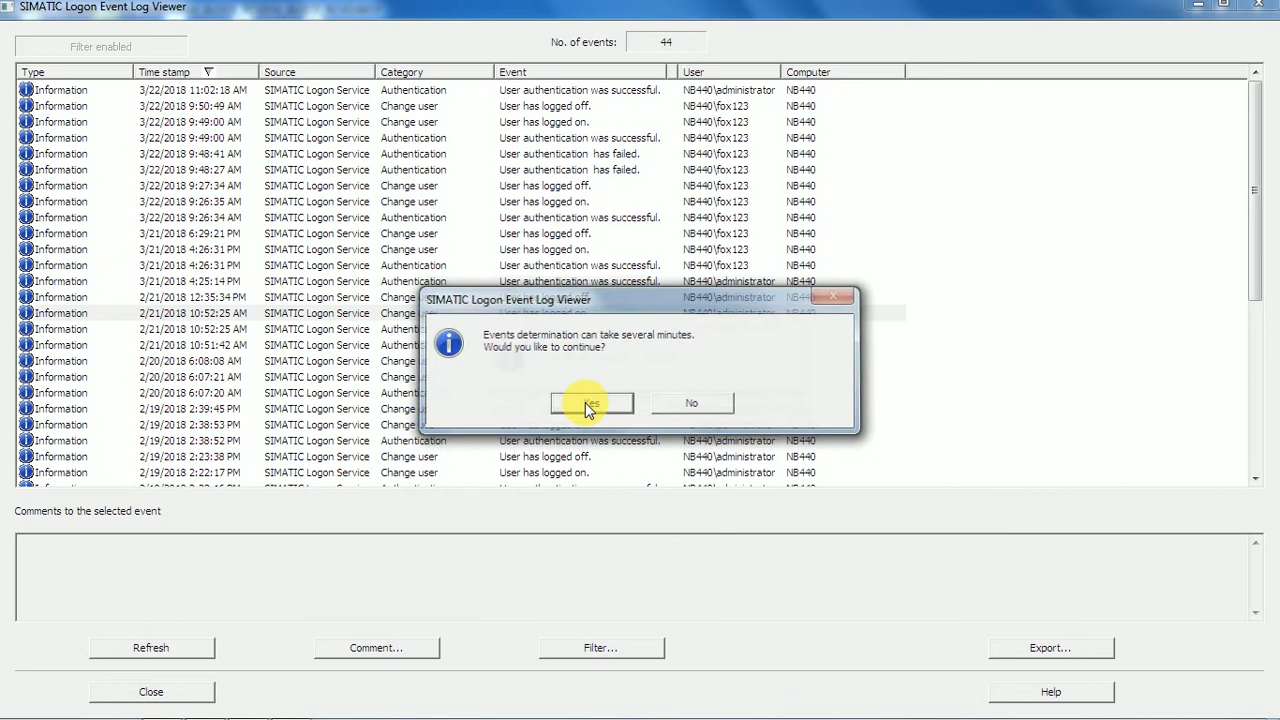 SIMATIC Logon Event Log Viewer
Filter enabled No. of events: 44
Type Time stamp Source Category Event User Computer
Information 3/22/2018 11:02:18 AM SIMATIC Logon Service Authentication User authentication was successful. NB440\administrator NB440
Information 3/22/2018 9:50:49 AM SIMATIC Logon Service Change user User has logged off. NB440\fox123 NB440
Information 3/22/2018 9:49:00 AM SIMATIC Logon Service Change user User has logged on. NB440\fox123 NB440
Information 3/22/2018 9:49:00 AM SIMATIC Logon Service Authentication User authentication was successful. NB440\fox123 NB440
Information 3/22/2018 9:48:41 AM SIMATIC Logon Service Authentication User authentication has failed. NB440\fox123 NB440
Information 3/22/2018 9:48:27 AM SIMATIC Logon Service Authentication User authentication has failed. NB440\fox123 NB440
Information 3/22/2018 9:27:34 AM SIMATIC Logon Service Change user User has logged off. NB440\fox123 NB440
Information 3/22/2018 9:26:35 AM SIMATIC Logon Service Change user User has logged on. NB440\fox123 NB440
Information 3/22/2018 9:26:34 AM SIMATIC Logon Service Authentication User authentication was successful. NB440\fox123 NB440
Information 3/21/2018 6:29:21 PM SIMATIC Logon Service Change user User has logged off. NB440\fox123 NB440
Information 3/21/2018 4:26:31 PM SIMATIC Logon Service Change user User has logged on. NB440\fox123 NB440
Information 3/21/2018 4:26:31 PM SIMATIC Logon Service Authentication User authentication was successful. NB440\fox123 NB440
Information 3/21/2018 4:25:14 PM SIMATIC Logon Service Authentication User authentication was successful. NB440\administrator NB440
Information 2/21/2018 12:35:34 PM SIMATIC Logon Service Change
Information 2/21/2018 10:52:25 AM SIMATIC Logon Service Change
Information 2/21/2018 10:52:25 AM SIMATIC Logon Service
Information 2/21/2018 10:51:42 AM SIMATIC Logon Service
Information 2/20/2018 6:08:08 AM SIMATIC Logon Service Change
Information 2/20/2018 6:07:21 AM SIMATIC Logon Service Change
Information 2/20/2018 6:07:20 AM SIMATIC Logon Service
Information 2/19/2018 2:39:45 PM SIMATIC Logon Service Change
Information 2/19/2018 2:38:53 PM SIMATIC Logon Service Change
Information 2/19/2018 2:38:52 PM SIMATIC Logon Service Authentication User authentication was successful. NB440\administrator NB440
Information 2/19/2018 2:23:38 PM SIMATIC Logon Service Change user User has logged off. NB440\administrator NB440
Information 2/19/2018 2:22:17 PM SIMATIC Logon Service Change user User has logged on. NB440\administrator NB440
SIMATIC Logon Event Log Viewer
Events determination can take several minutes.
Would you like to continue?
Yes No
Comments to the selected event
Refresh Comment... Filter... Export...
Close Help